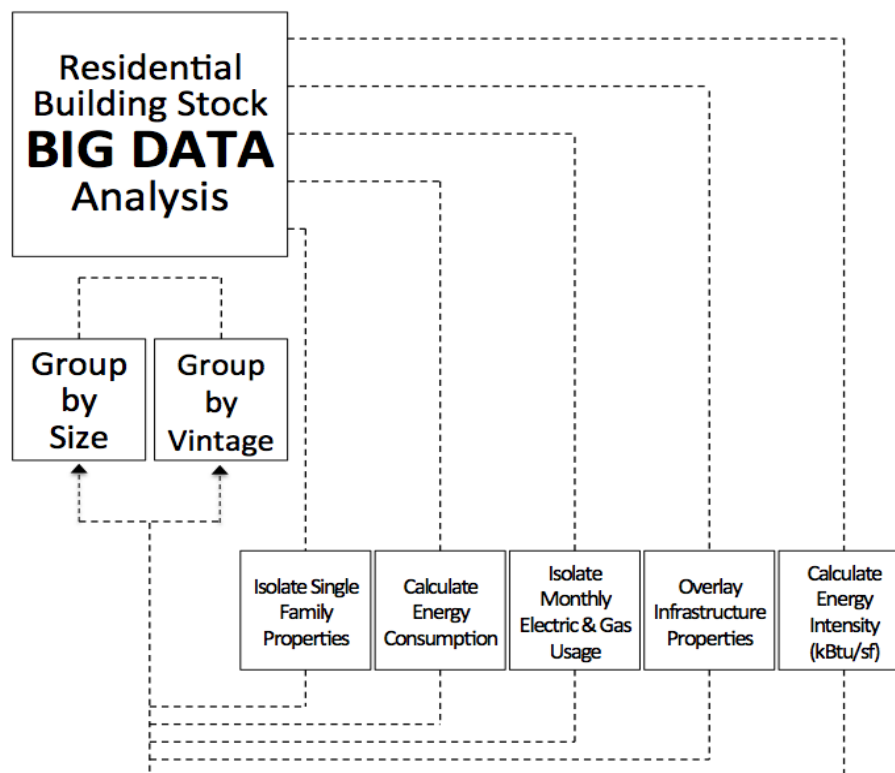 Residential
Building Stock
BIG DATA
Analysis
Group
by
Size
Group
by
Vintage
Isolate Single
Family
Properties
Calculate
Energy
Consumption
Isolate
Monthly
Electric & Gas
Usage
Overlay
Infrastructure
Properties
Calculate
Energy
Intensity
(kBtu/sf)